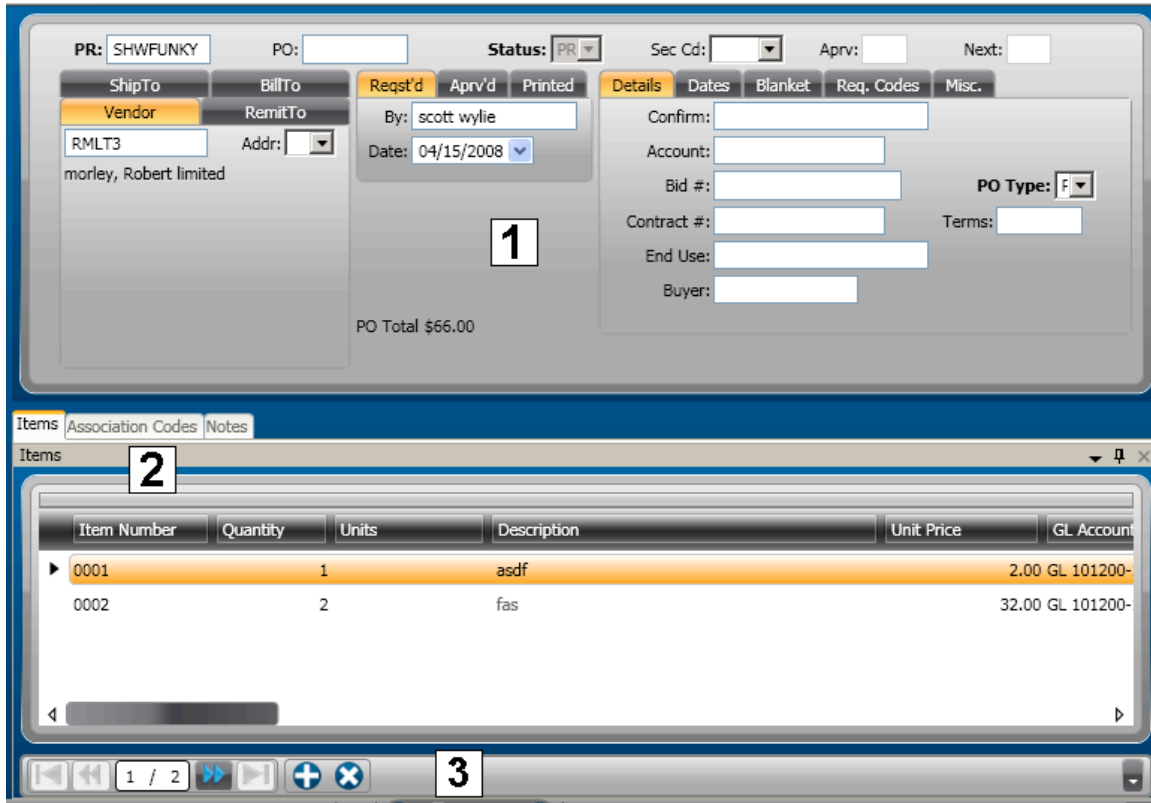 PR: SHWFUNKY PO: Status: PR Sec Cd: Aprv: Next:
ShipTo BillTo Reqst'd Aprv'd Printed Details Dates Blanket Req. Codes Misc.
Vendor RemitTo By: scott wylie Confirm:
RMLT3 Addr: Date: 04/15/2008 Account:
morley, Robert limited Bid #: PO Type:
1 Contract #: Terms:
End Use:
Buyer:
PO Total $66.00
Items Association Codes Notes
Items
2
Item Number Quantity Units Description Unit Price GL Account
0001 1 asdf 2.00 GL 101200-
0002 2 fas 32.00 GL 101200-
1 / 2 3